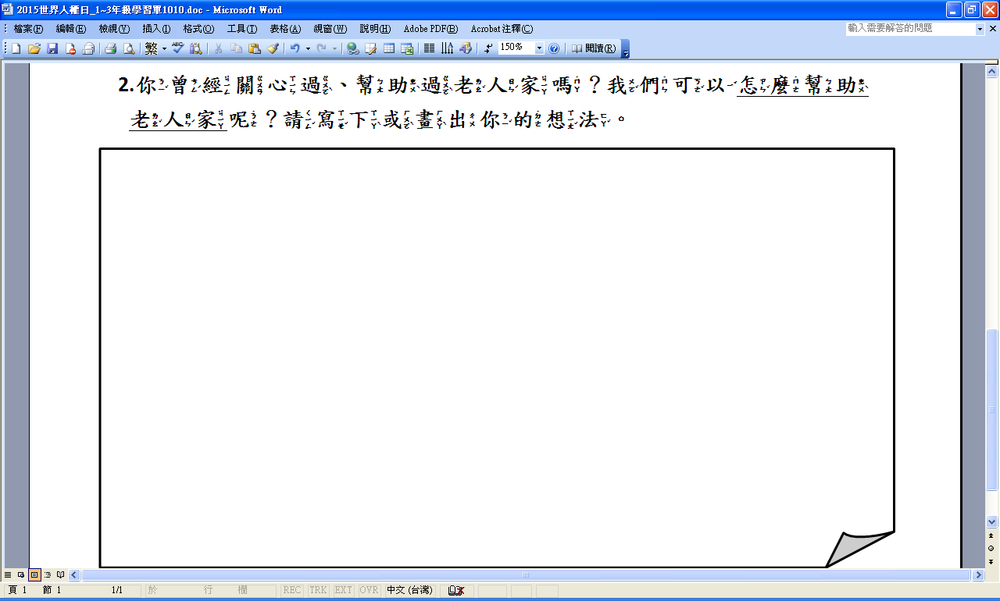 2015世界人權日_1~3年級學習單1010.doc - Microsoft Word
檔案(F) 編輯(E) 檢視(V) 插入(I) 格式(O) 工具(T) 表格(A) 視窗(W) 說明(H) Adobe PDF(B) Acrobat 注釋(C) 輸入需要解答的問題
繁 150% 閱讀(R)
2.你曾經關心過、幫助過老人家嗎？我們可以怎麼幫助
老人家呢？請寫下或畫出你的想法。
頁 1 節 1 1/1 於 行 欄 REC TRK EXT OVR 中文 (台灣)